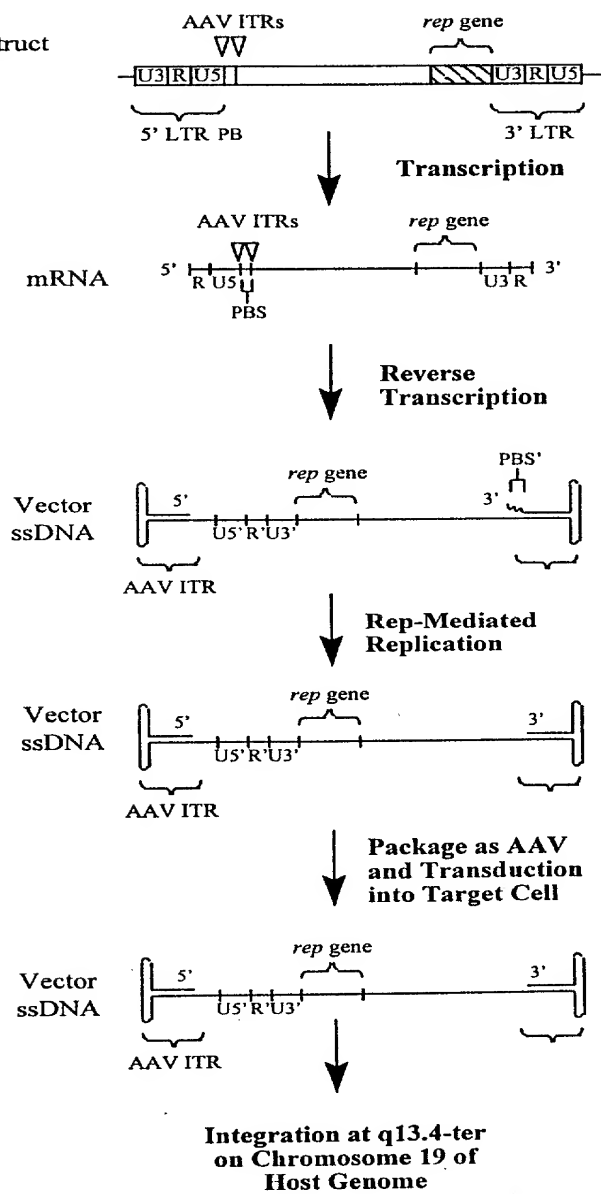 AAV ITRs
rep gene
U3 R U5 U3 R U5
5' LTR PB 3' LTR
Transcription
AAV ITRs
rep gene
mRNA
5' 3'
R U5 U3 R
PBS
Reverse
Transcription
PBS'
rep gene
Vector
ssDNA
5' 3'
U5' R' U3'
AAV ITR
Rep-Mediated
Replication
rep gene
Vector
ssDNA
5' 3'
U5' R' U3'
AAV ITR
Package as AAV
and Transduction
into Target Cell
rep gene
Vector
ssDNA
5' 3'
U5' R' U3'
AAV ITR
Integration at q13.4-ter
on Chromosome 19 of
Host Genome